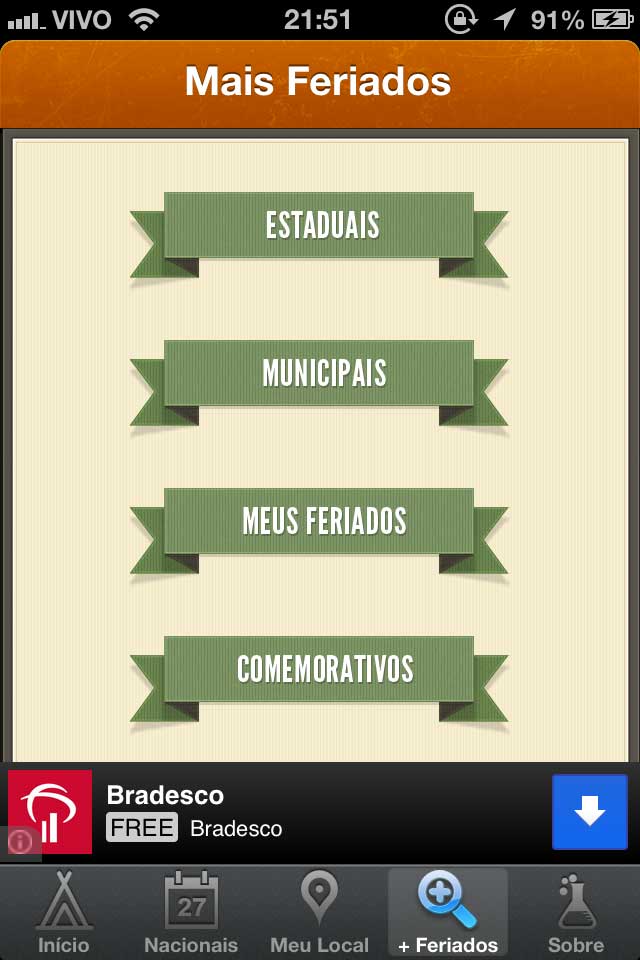 VIVO 21:51 91%
Mais Feriados
ESTADUAIS
MUNICIPAIS
MEUS FERIADOS
COMEMORATIVOS
Bradesco
FREE Bradesco
27
Início Nacionais Meu Local + Feriados Sobre